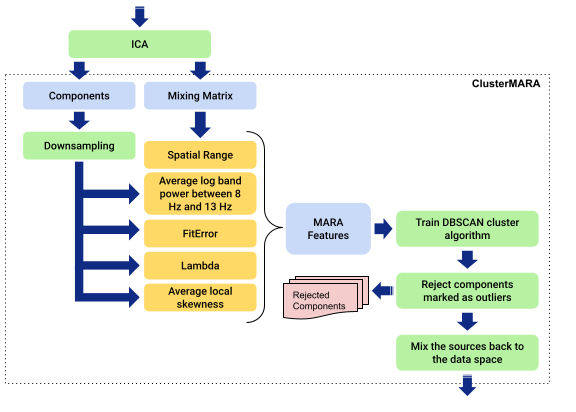 ICA
ClusterMARA
Components
Mixing Matrix
Downsampling
Spatial Range
Average log band
power between 8
Hz and 13 Hz
FitError
Lambda
Average local
skewness
MARA
Features
Train DBSCAN cluster
algorithm
Rejected
Components
Reject components
marked as outliers
Mix the sources back to
the data space